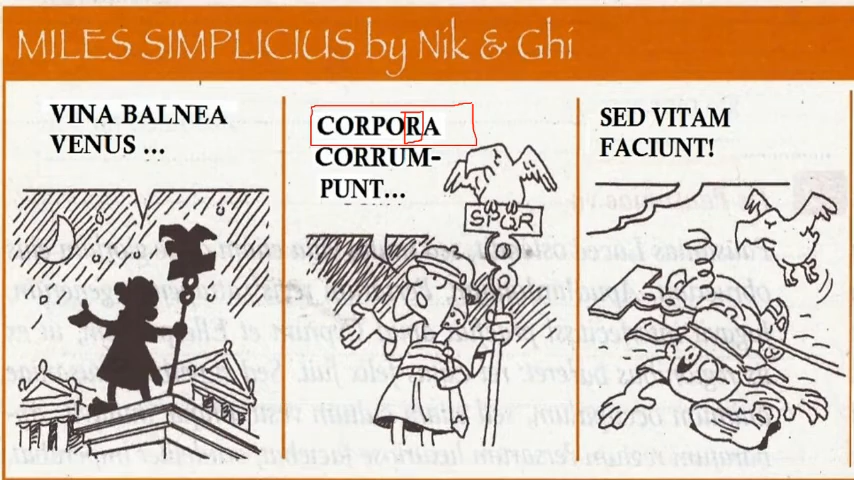 MILES SIMPLICIUS by Nik & Ghi
VINA BALNEA
VENUS ...
CORPORA
CORRUM-
PUNT...
SPQR
SED VITAM
FACIUNT!